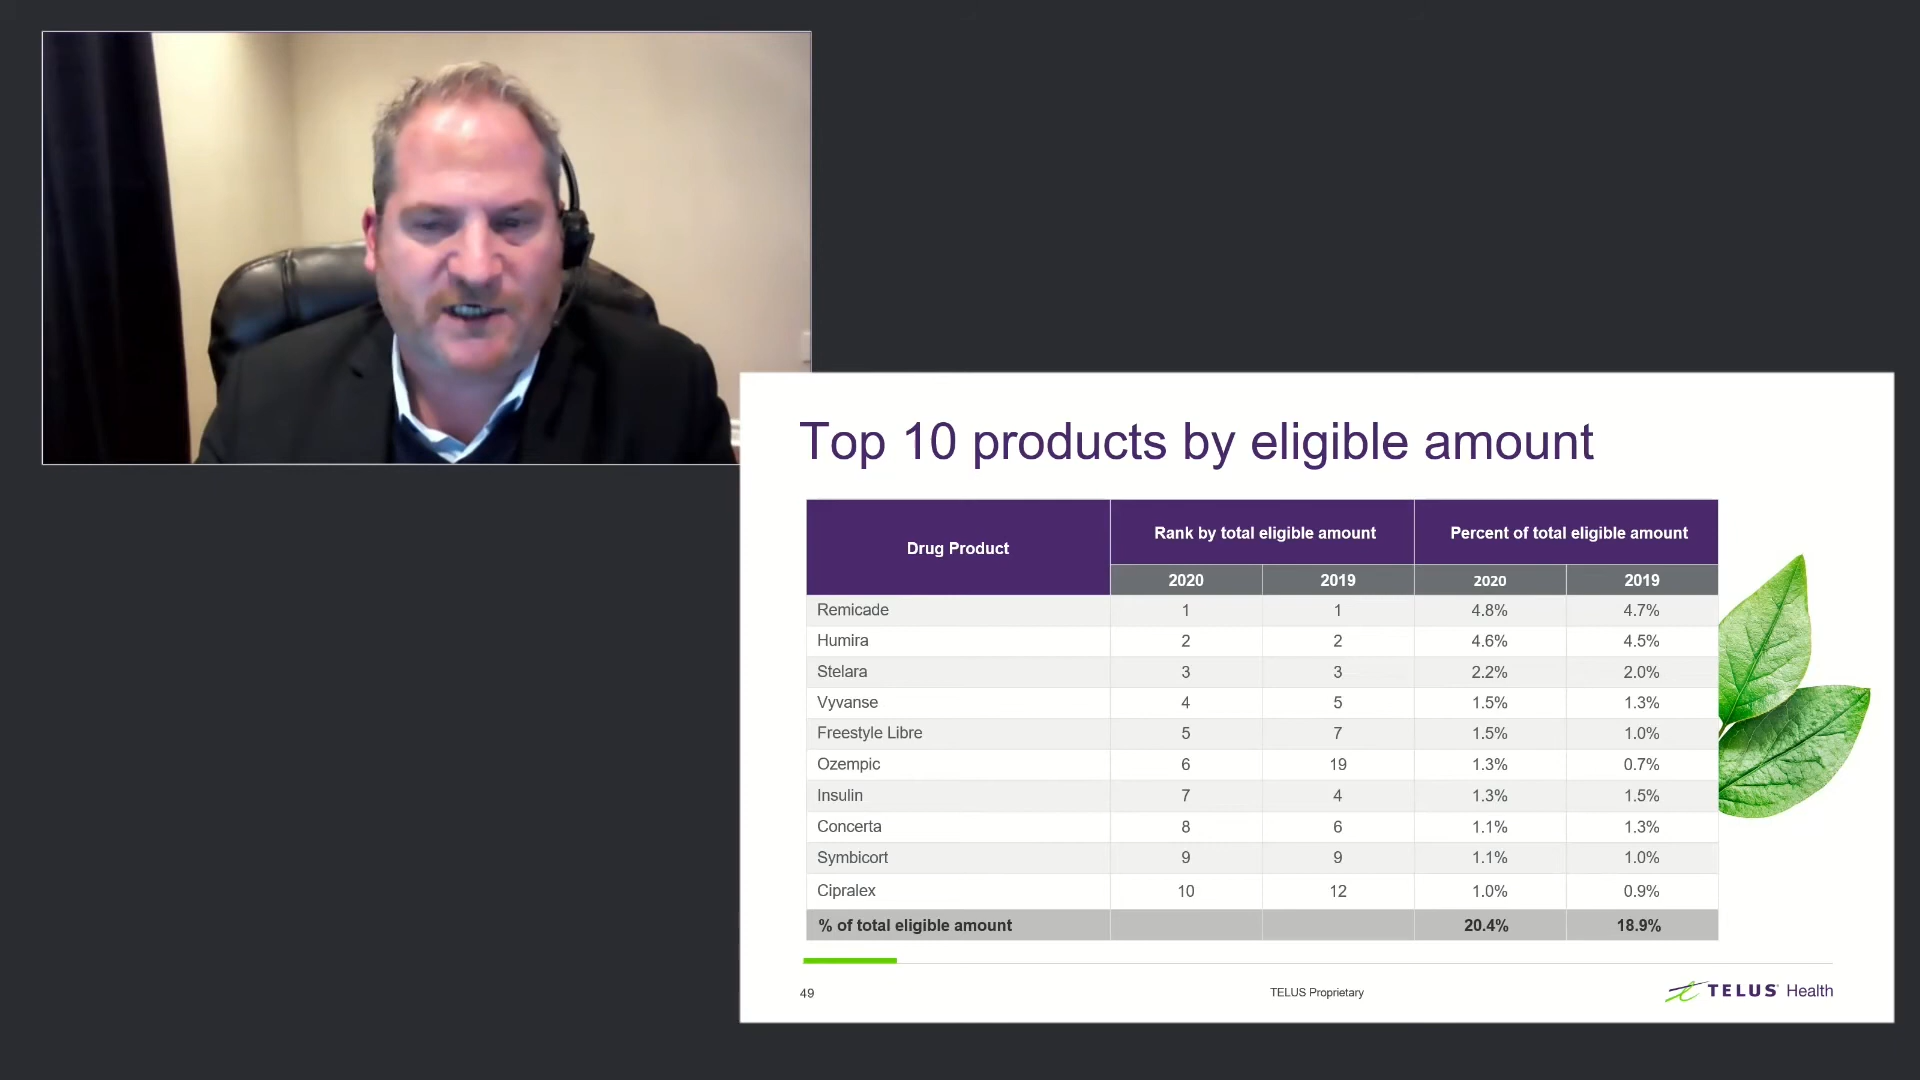 Top 10 products by eligible amount
Drug Product Rank by total eligible amount Percent of total eligible amount
2020 2019 2020 2019
Remicade 1 1 4.8% 4.7%
Humira 2 2 4.6% 4.5%
Stelara 3 3 2.2% 2.0%
Vyvanse 4 5 1.5% 1.3%
Freestyle Libre 5 7 1.5% 1.0%
Ozempic 6 19 1.3% 0.7%
Insulin 7 4 1.3% 1.5%
Concerta 8 6 1.1% 1.3%
Symbicort 9 9 1.1% 1.0%
Cipralex 10 12 1.0% 0.9%
% of total eligible amount 20.4% 18.9%
49 TELUS Proprietary TELUS Health